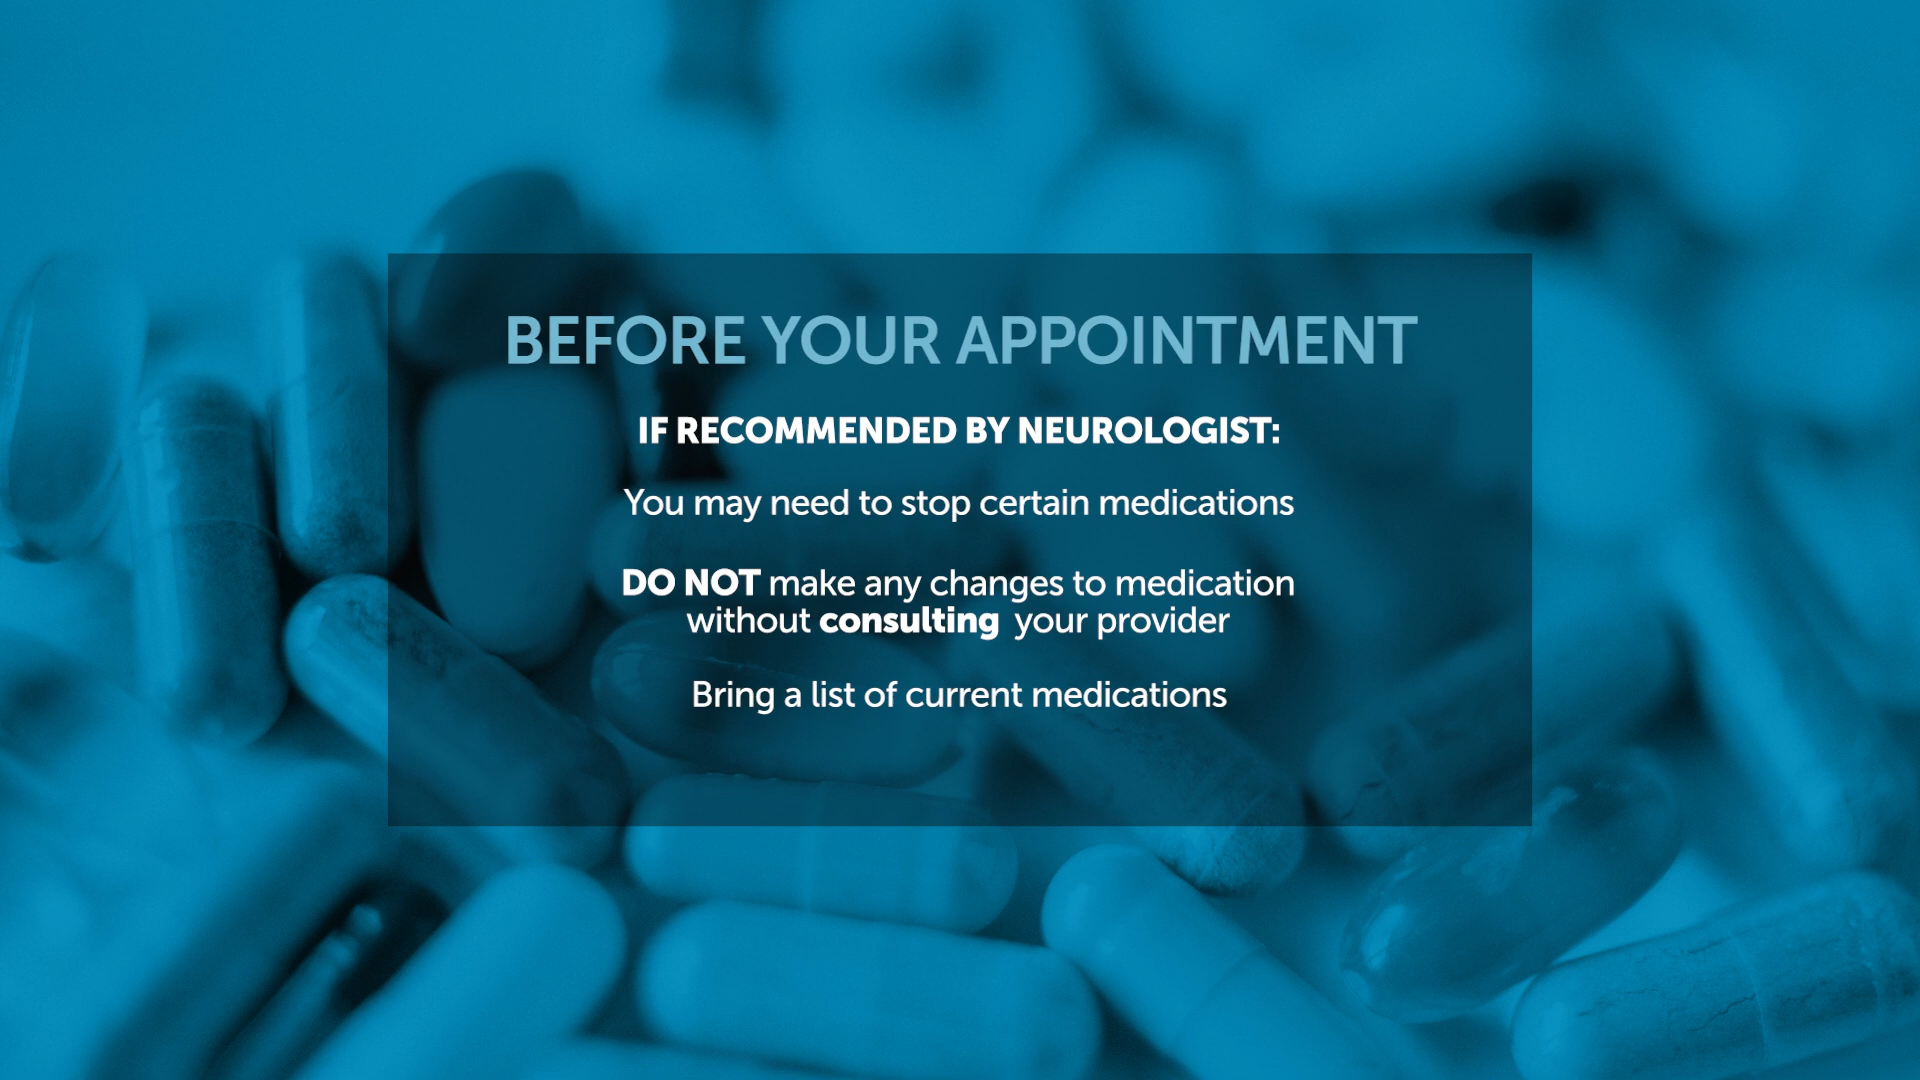 BEFORE YOUR APPOINTMENT
IF RECOMMENDED BY NEUROLOGIST:
You may need to stop certain medications
DO NOT make any changes to medication
without consulting your provider
Bring a list of current medications